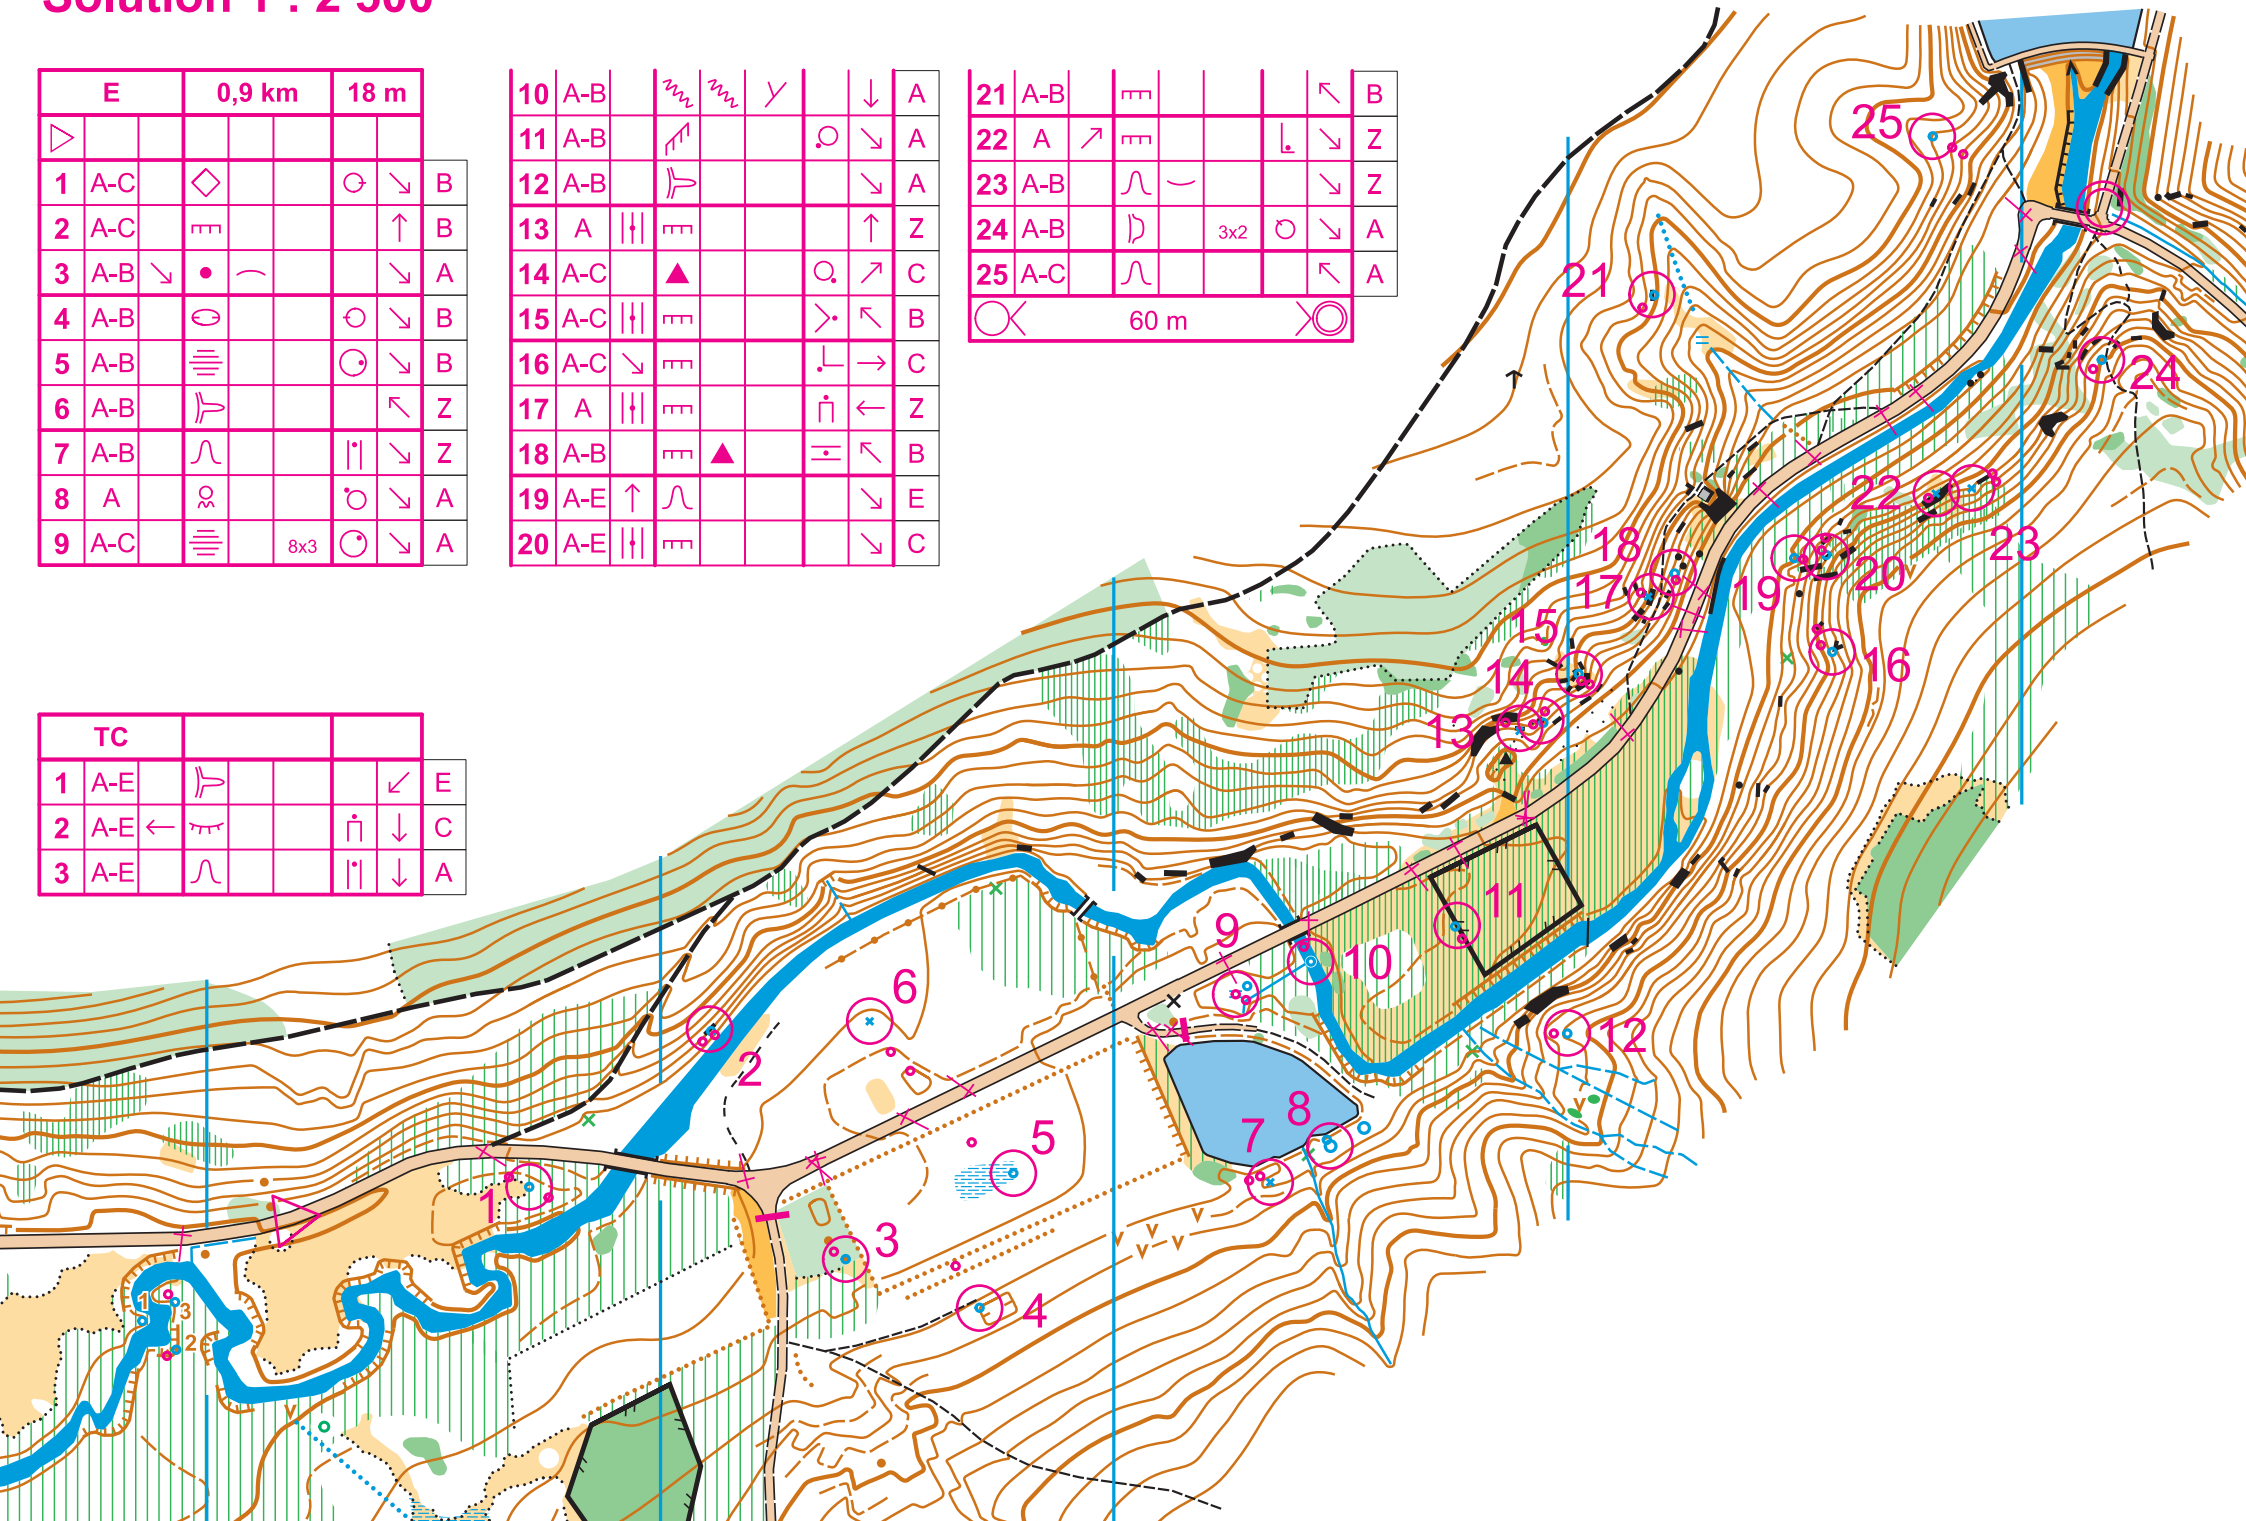 Solution 1 : 2 500
E 0,9 km 18 m
1 A-C B
2 A-C B
3 A-B A
4 A-B B
5 A-B B
6 A-B Z
7 A-B Z
8 A A
9 A-C 8x3 A
10 A-B A
11 A-B A
12 A-B A
13 A Z
14 A-C C
15 A-C B
16 A-C C
17 A Z
18 A-B B
19 A-E E
20 A-E C
21 A-B B
22 A Z
23 A-B Z
24 A-B 3x2 A
25 A-C A
60 m
TC
1 A-E E
2 A-E C
3 A-E A
25
21
24
22
23
18
17
19
20
15
16
14
13
11
9
10
6
12
2
8
7
5
1
3
4
1
3
2